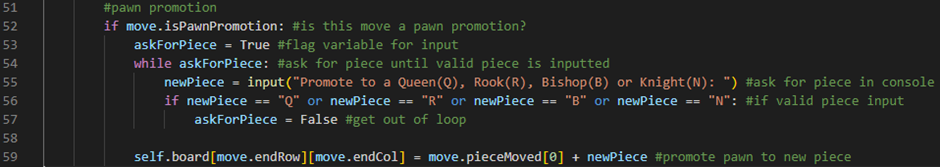 51 #pawn promotion
52 if move.isPawnPromotion: #is this move a pawn promotion?
53 askForPiece = True #flag variable for input
54 while askForPiece: #ask for piece until valid piece is inputted
55 newPiece = input("Promote to a Queen(Q), Rook(R), Bishop(B) or Knight(N): ") #ask for piece in console
56 if newPiece == "Q" or newPiece == "R" or newPiece == "B" or newPiece == "N": #if valid piece input
57 askForPiece = False #get out of loop
58
59 self.board[move.endRow][move.endCol] = move.pieceMoved[0] + newPiece #promote pawn to new piece